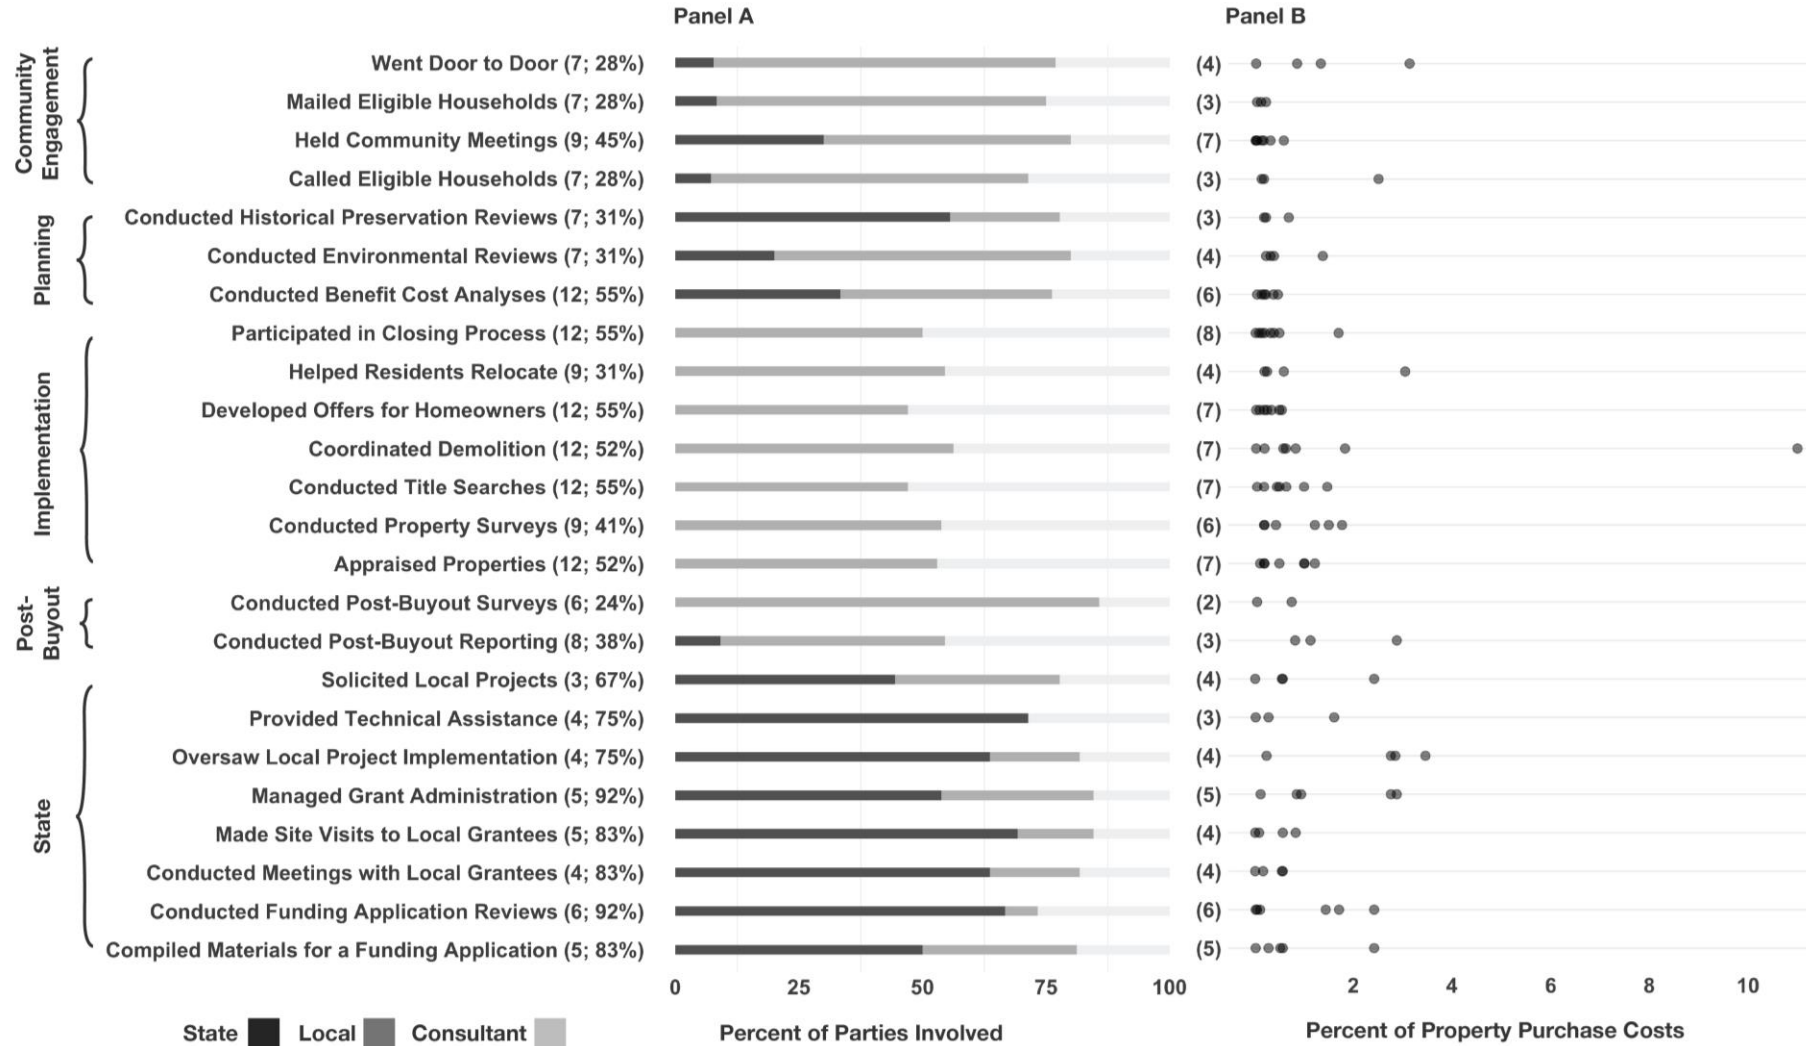 Panel A
Panel B
Community
Engagement
Went Door to Door (7; 28%)
(4)
Mailed Eligible Households (7; 28%)
(3)
Held Community Meetings (9; 45%)
(7)
Called Eligible Households (7; 28%)
(3)
Planning
Conducted Historical Preservation Reviews (7; 31%)
(3)
Conducted Environmental Reviews (7; 31%)
(4)
Conducted Benefit Cost Analyses (12; 55%)
(6)
Implementation
Participated in Closing Process (12; 55%)
(8)
Helped Residents Relocate (9; 31%)
(4)
Developed Offers for Homeowners (12; 55%)
(7)
Coordinated Demolition (12; 52%)
(7)
Conducted Title Searches (12; 55%)
(7)
Conducted Property Surveys (9; 41%)
(6)
Appraised Properties (12; 52%)
(7)
Post-
Buyout
Conducted Post-Buyout Surveys (6; 24%)
(2)
Conducted Post-Buyout Reporting (8; 38%)
(3)
State
Solicited Local Projects (3; 67%)
(4)
Provided Technical Assistance (4; 75%)
(3)
Oversaw Local Project Implementation (4; 75%)
(4)
Managed Grant Administration (5; 92%)
(5)
Made Site Visits to Local Grantees (5; 83%)
(4)
Conducted Meetings with Local Grantees (4; 83%)
(4)
Conducted Funding Application Reviews (6; 92%)
(6)
Compiled Materials for a Funding Application (5; 83%)
(5)
0 25 50 75 100
2 4 6 8 10
State Local Consultant
Percent of Parties Involved
Percent of Property Purchase Costs